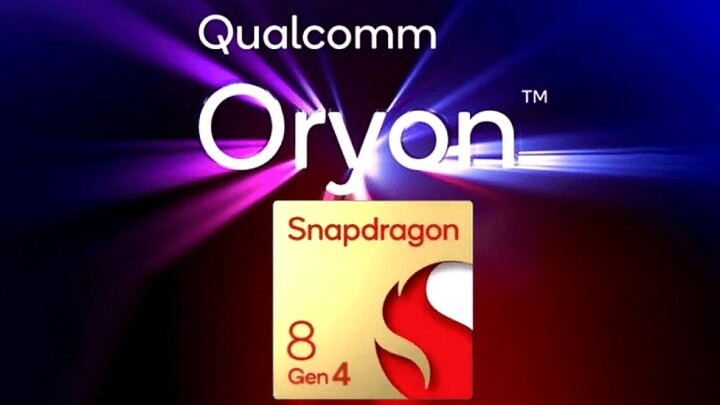 Qualcomm
Oryon™
Snapdragon
8
Gen 4